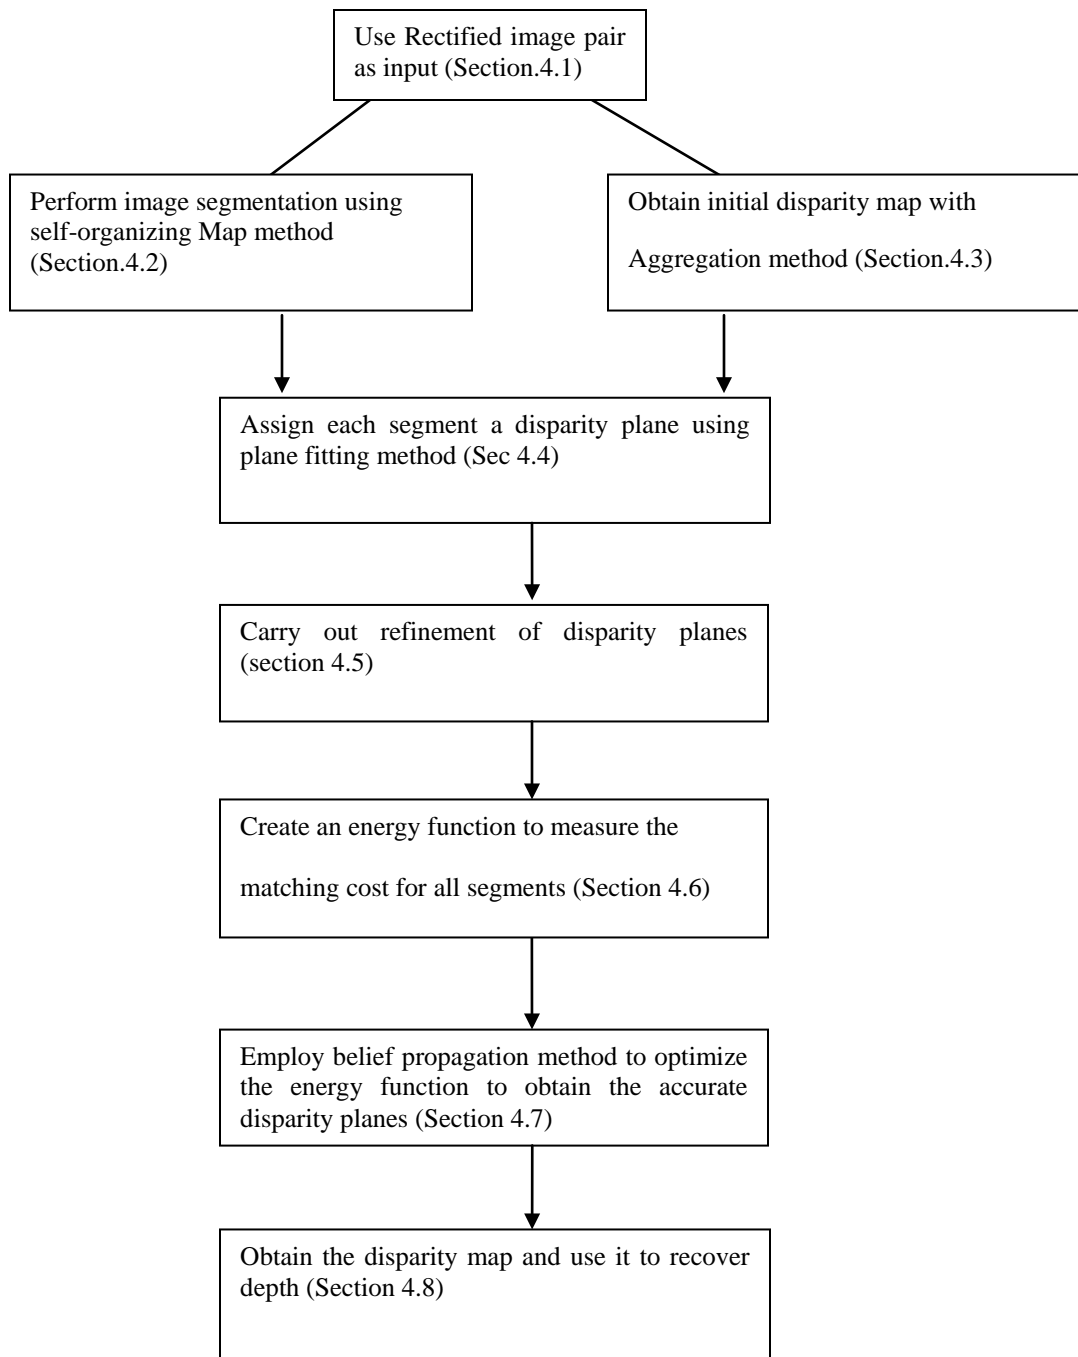 Use Rectified image pair
as input (Section.4.1)
Perform image segmentation using
self-organizing Map method
(Section.4.2)
Obtain initial disparity map with
Aggregation method (Section.4.3)
Assign each segment a disparity plane using
plane fitting method (Sec 4.4)
Carry out refinement of disparity planes
(section 4.5)
Create an energy function to measure the
matching cost for all segments (Section 4.6)
Employ belief propagation method to optimize
the energy function to obtain the accurate
disparity planes (Section 4.7)
Obtain the disparity map and use it to recover
depth (Section 4.8)